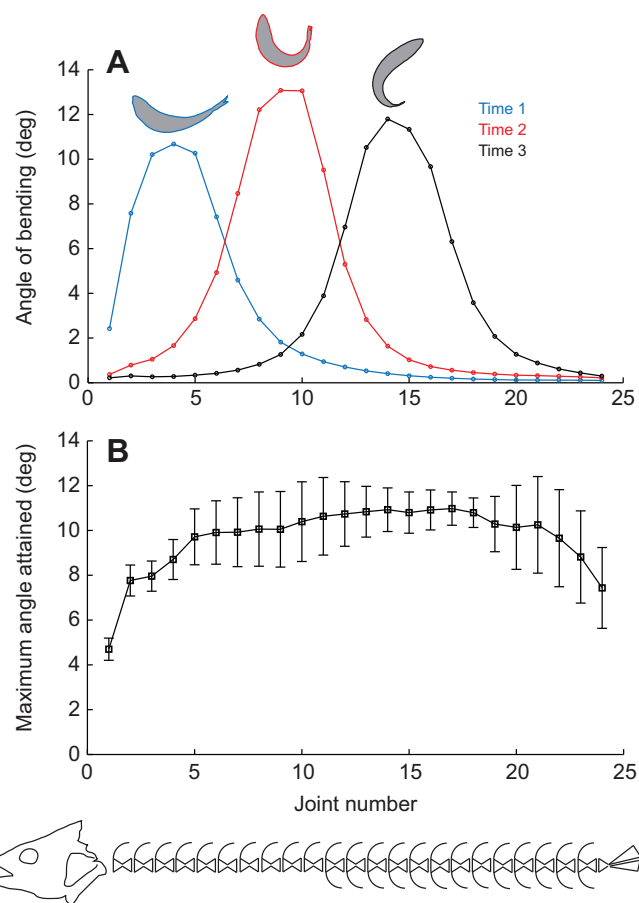 A
Time 1
Time 2
Time 3
Angle of bending (deg)
14
12
10
8
6
4
2
0
0 5 10 15 20 25
B
Maximum angle attained (deg)
14
12
10
8
6
4
2
0
0 5 10 15 20 25
Joint number